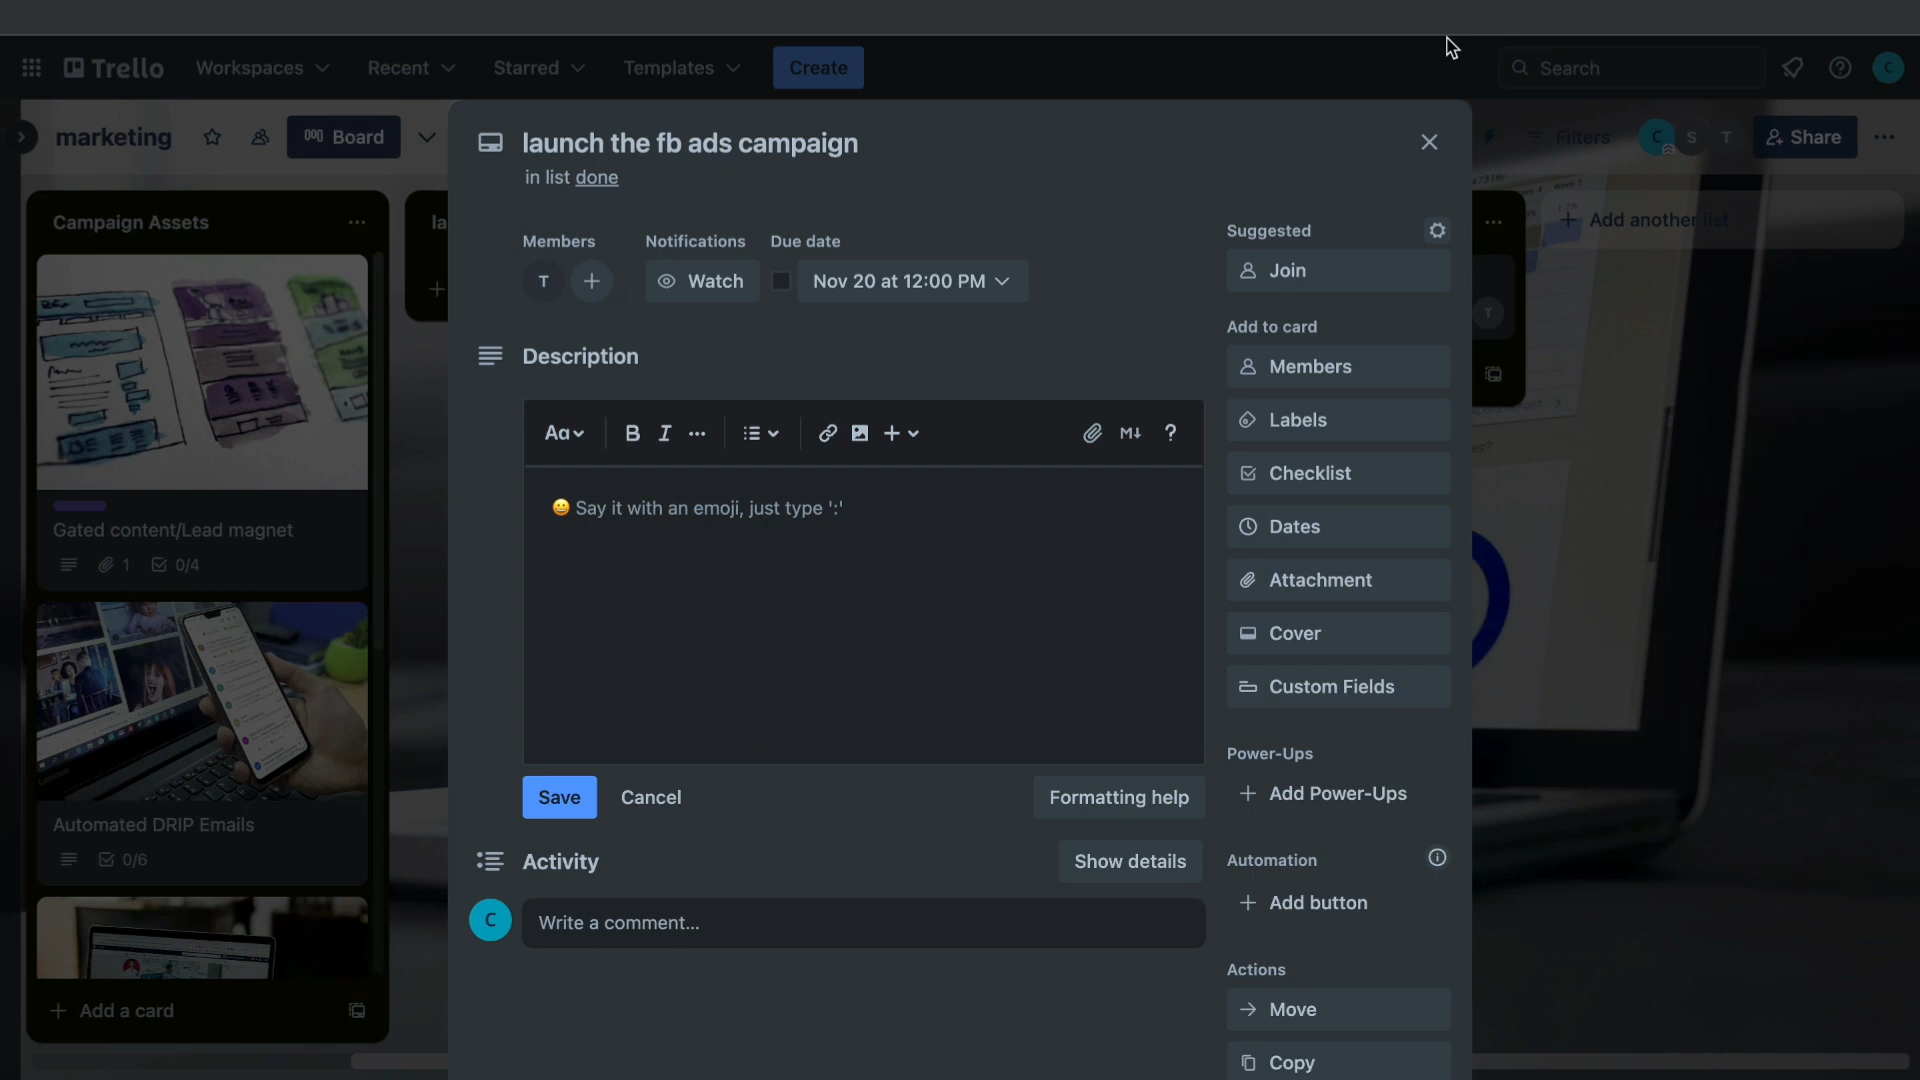 Trello
Workspaces
Recent
Starred
Templates
Create
Search
C
marketing
Board
Filters
C
S
T
Share
launch the fb ads campaign
in list done
Campaign Assets
la
Add another list
Members
Notifications
Due date
T
Watch
Nov 20 at 12:00 PM
Suggested
Join
Add to card
Members
T
Description
Labels
Aa
B
I
M
?
Checklist
😀 Say it with an emoji, just type ':'
Dates
Gated content/Lead magnet
1
0/4
Attachment
Cover
Custom Fields
Power-Ups
Add Power-Ups
Save
Cancel
Formatting help
Automated DRIP Emails
0/6
Activity
Show details
Automation
Add button
C
Write a comment...
Actions
Add a card
Move
Copy